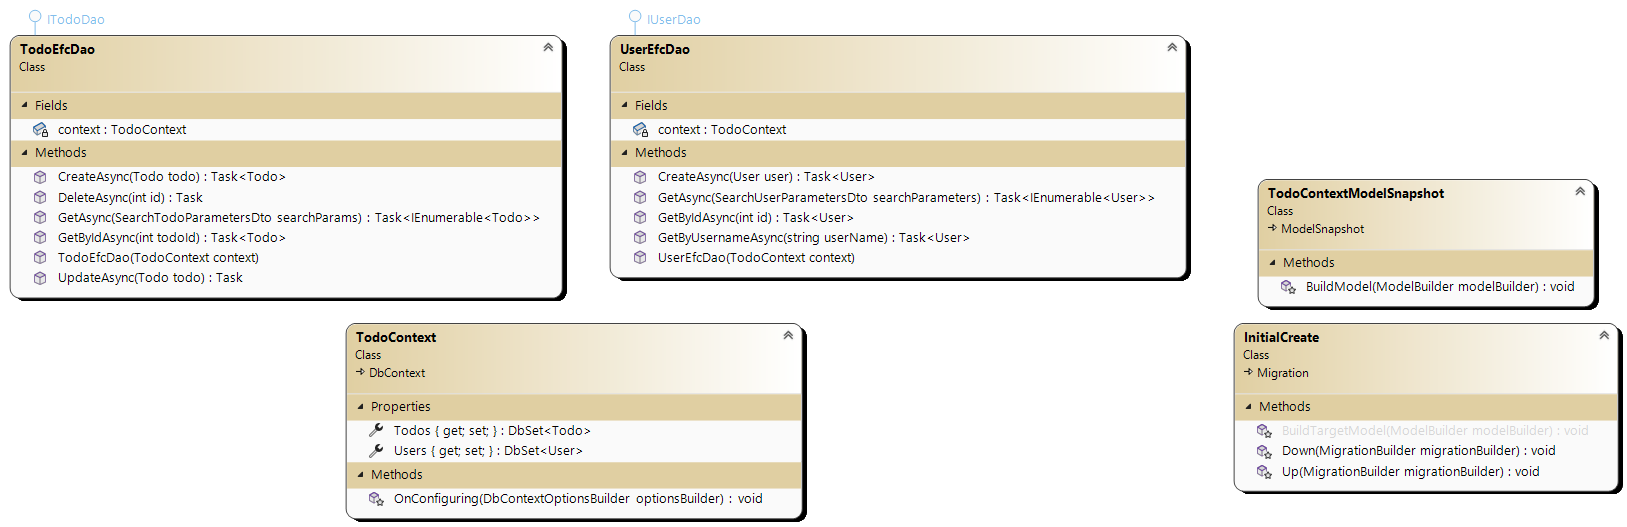 ITodoDao
TodoEfcDao
Class
Fields
context : TodoContext
Methods
CreateAsync(Todo todo) : Task<Todo>
DeleteAsync(int id) : Task
GetAsync(SearchTodoParametersDto searchParams) : Task<IEnumerable<Todo>>
GetByIdAsync(int todoId) : Task<Todo>
TodoEfcDao(TodoContext context)
UpdateAsync(Todo todo) : Task
IUserDao
UserEfcDao
Class
Fields
context : TodoContext
Methods
CreateAsync(User user) : Task<User>
GetAsync(SearchUserParametersDto searchParameters) : Task<IEnumerable<User>>
GetByIdAsync(int id) : Task<User>
GetByUsernameAsync(string userName) : Task<User>
UserEfcDao(TodoContext context)
TodoContextModelSnapshot
Class
ModelSnapshot
Methods
BuildModel(ModelBuilder modelBuilder) : void
TodoContext
Class
DbContext
Properties
Todos { get; set; } : DbSet<Todo>
Users { get; set; } : DbSet<User>
Methods
OnConfiguring(DbContextOptionsBuilder optionsBuilder) : void
InitialCreate
Class
Migration
Methods
BuildTargetModel(ModelBuilder modelBuilder) : void
Down(MigrationBuilder migrationBuilder) : void
Up(MigrationBuilder migrationBuilder) : void